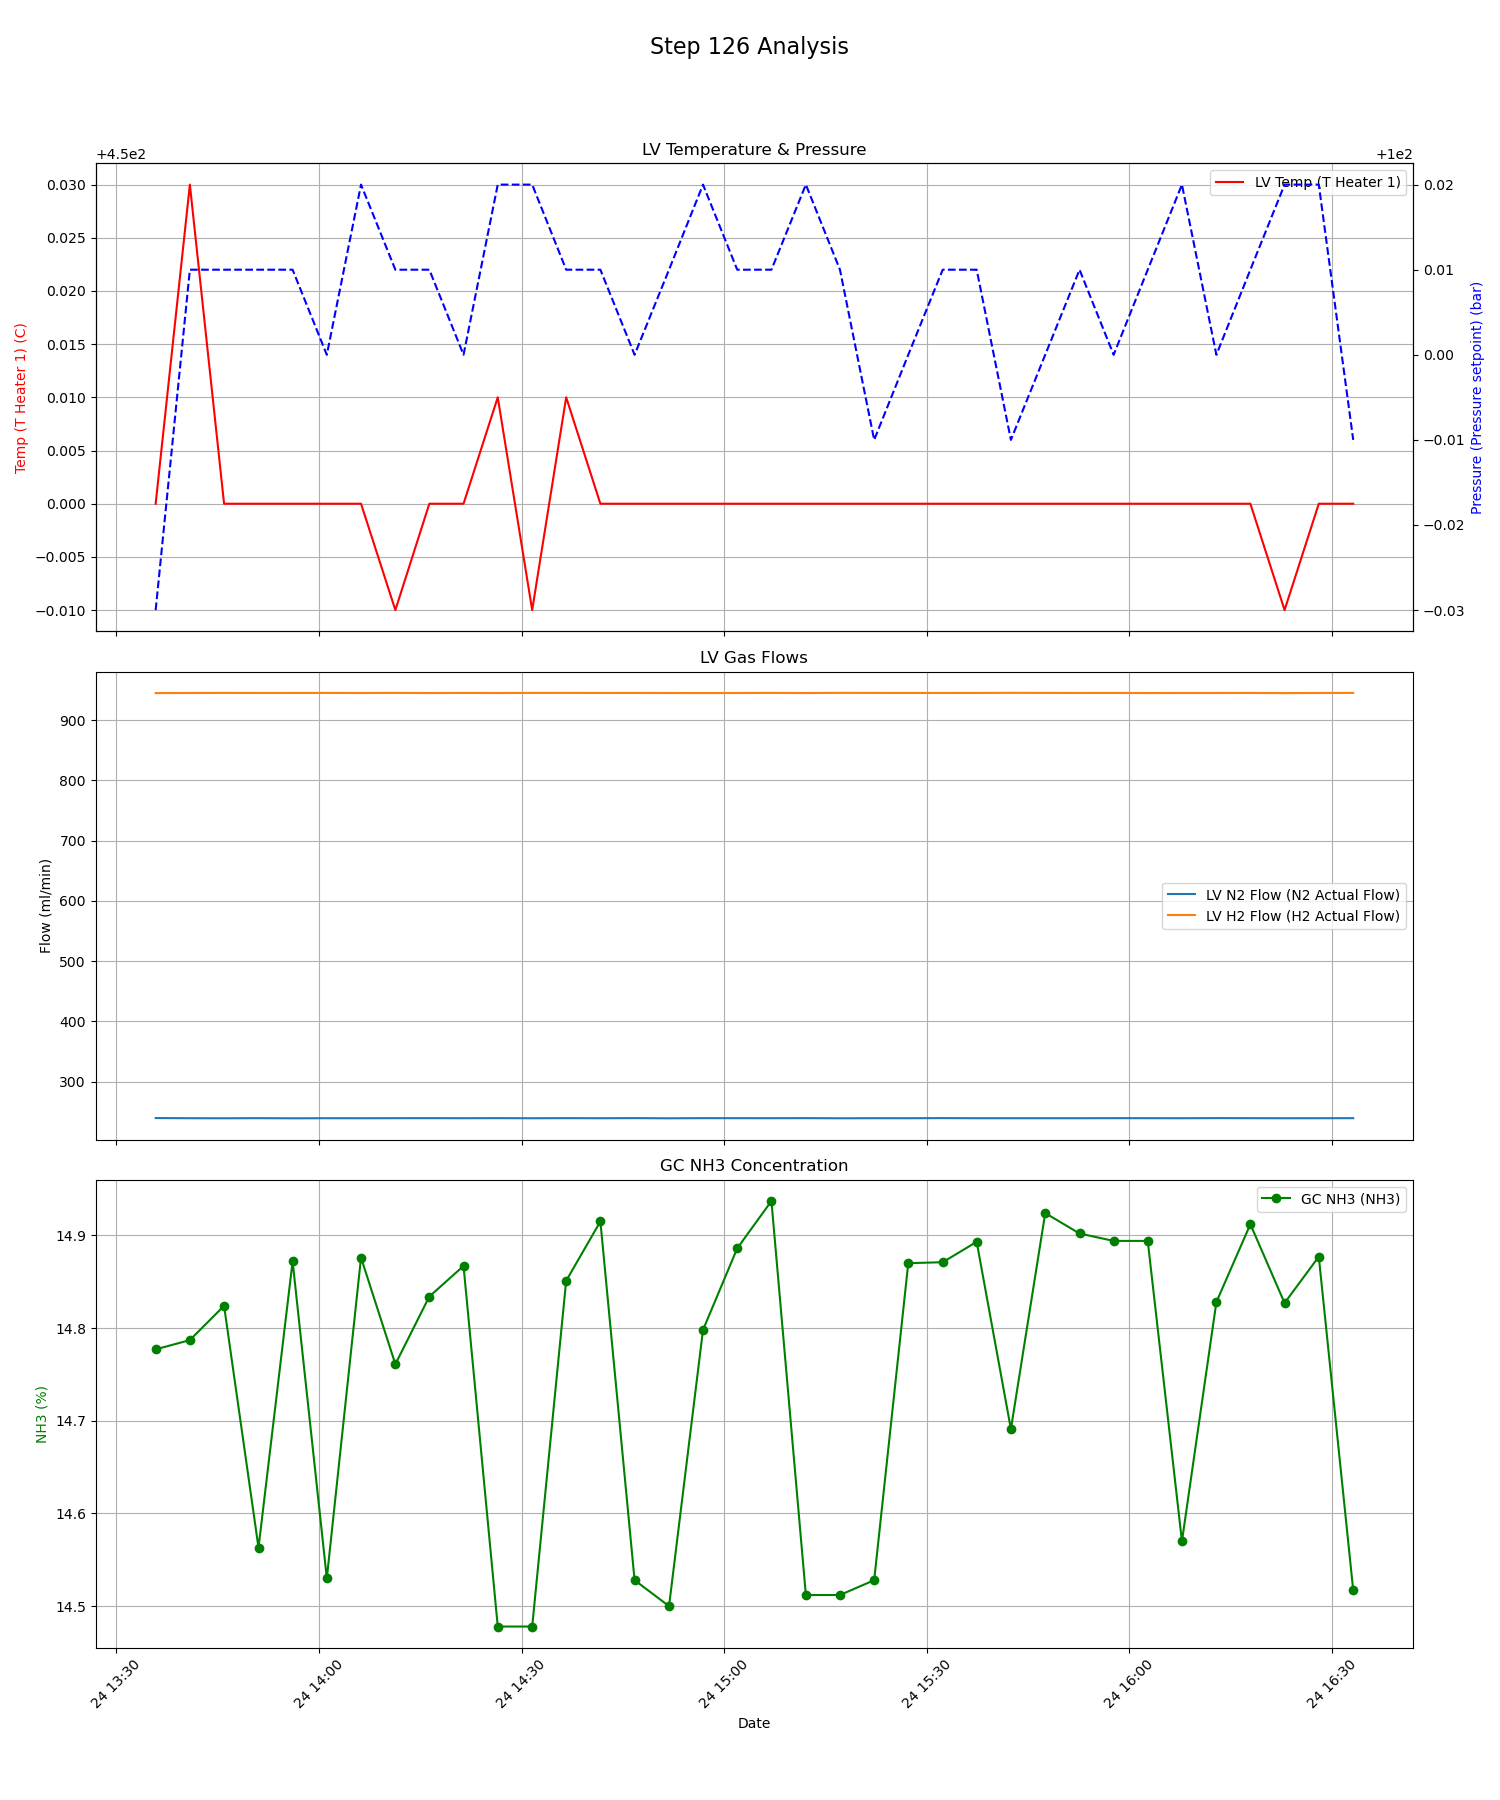 Step 126 Analysis
LV Temperature & Pressure
+4.5e2
+1e2
LV Temp (T Heater 1)
0.030
0.025
0.020
0.015
0.010
0.005
0.000
−0.005
−0.010
Temp (T Heater 1) (C)
0.02
0.01
0.00
−0.01
−0.02
−0.03
Pressure (Pressure setpoint) (bar)
LV Gas Flows
900
800
700
600
500
400
300
Flow (ml/min)
LV N2 Flow (N2 Actual Flow)
LV H2 Flow (H2 Actual Flow)
GC NH3 Concentration
GC NH3 (NH3)
14.9
14.8
14.7
14.6
14.5
NH3 (%)
24 13:30
24 14:00
24 14:30
24 15:00
24 15:30
24 16:00
24 16:30
Date